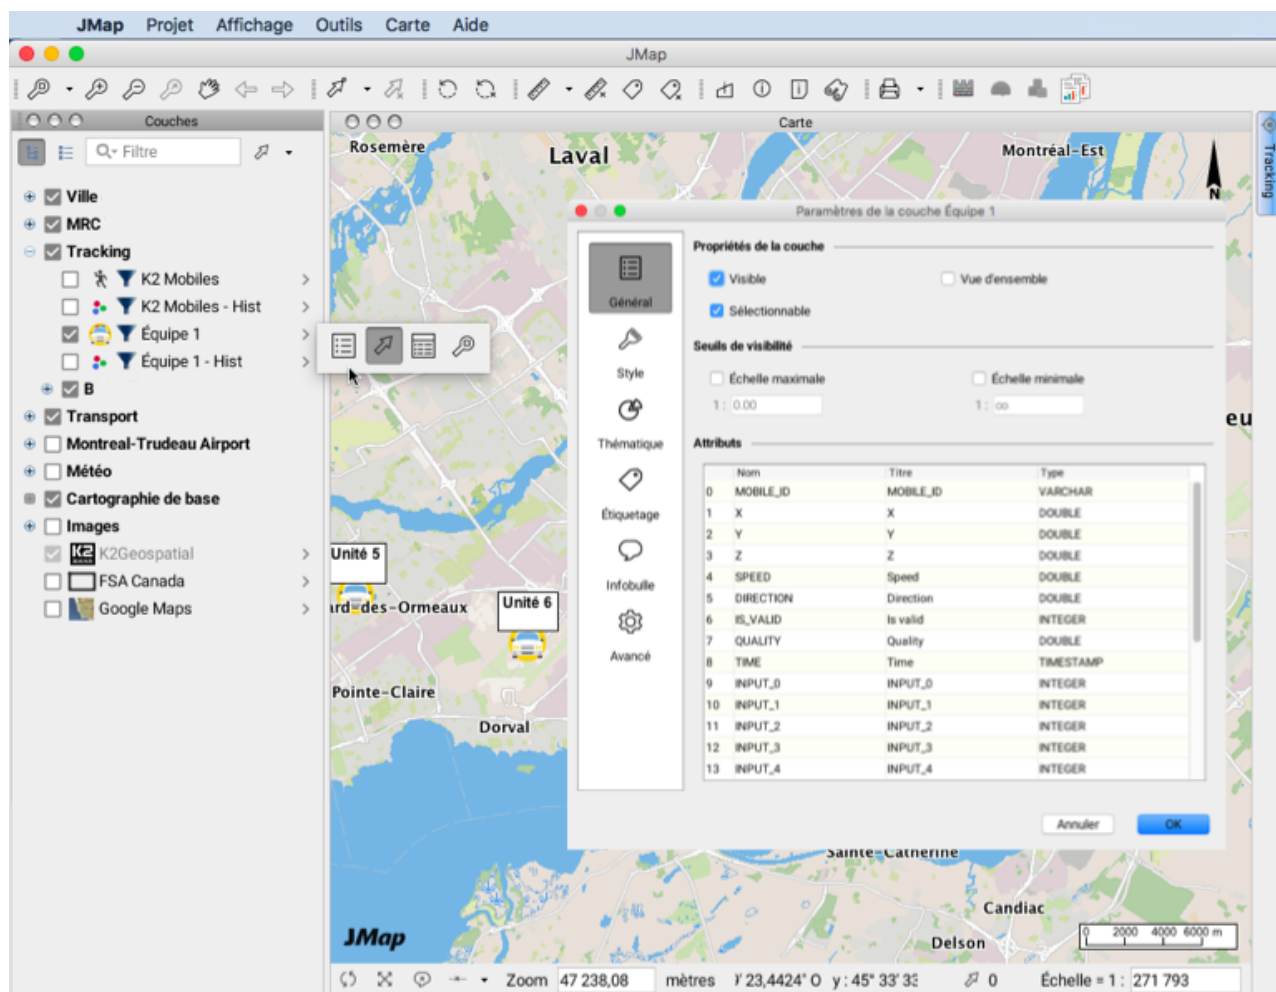 JMap Projet Affichage Outils Carte Aide
JMap
Couches
Carte
Tracking
Filtre
Ville
MRC
Tracking
K2 Mobiles
K2 Mobiles - Hist
Équipe 1
Équipe 1 - Hist
B
Transport
Montreal-Trudeau Airport
Météo
Cartographie de base
Images
K2Geospatial
FSA Canada
Google Maps
Rosemère
Laval
Montréal-Est
N
Paramètres de la couche Équipe 1
Général
Style
Thématique
Étiquetage
Infobulle
Avancé
Propriétés de la couche
Visible Vue d'ensemble
Sélectionnable
Seuils de visibilité
Échelle maximale Échelle minimale
1 : 0.00 1 : ∞
Attributs
Nom Titre Type
0 MOBILE_ID MOBILE_ID VARCHAR
1 X X DOUBLE
2 Y Y DOUBLE
3 Z Z DOUBLE
4 SPEED Speed DOUBLE
5 DIRECTION Direction DOUBLE
6 IS_VALID Is valid INTEGER
7 QUALITY Quality DOUBLE
8 TIME Time TIMESTAMP
9 INPUT_0 INPUT_0 INTEGER
10 INPUT_1 INPUT_1 INTEGER
11 INPUT_2 INPUT_2 INTEGER
12 INPUT_3 INPUT_3 INTEGER
13 INPUT_4 INPUT_4 INTEGER
Annuler OK
eu
Unité 5
ard-des-Ormeaux
Unité 6
Pointe-Claire
Dorval
Sainte-Catherine
Candiac
Delson
JMap
0 2000 4000 6000 m
Zoom 47 238,08 mètres 23,4424° O y : 45° 33' 33 0 Échelle = 1 : 271 793